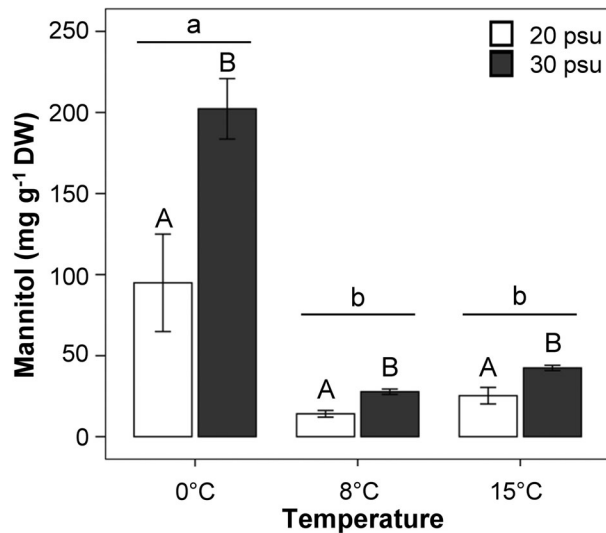 250
200
150
100
50
0
Mannitol (mg g⁻¹ DW)
a
B
A
b
A
B
b
A
B
20 psu
30 psu
0°C
8°C
15°C
Temperature